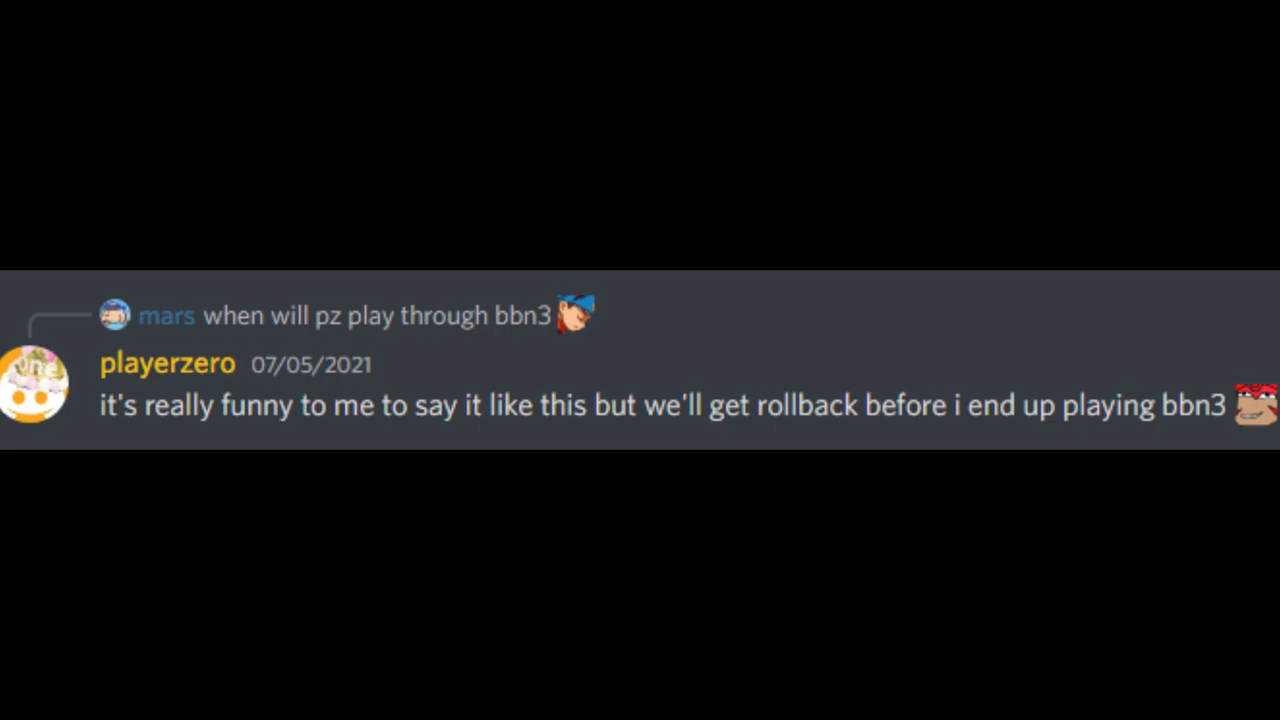 mars when will pz play through bbn3
one
playerzero 07/05/2021
it's really funny to me to say it like this but we'll get rollback before i end up playing bbn3